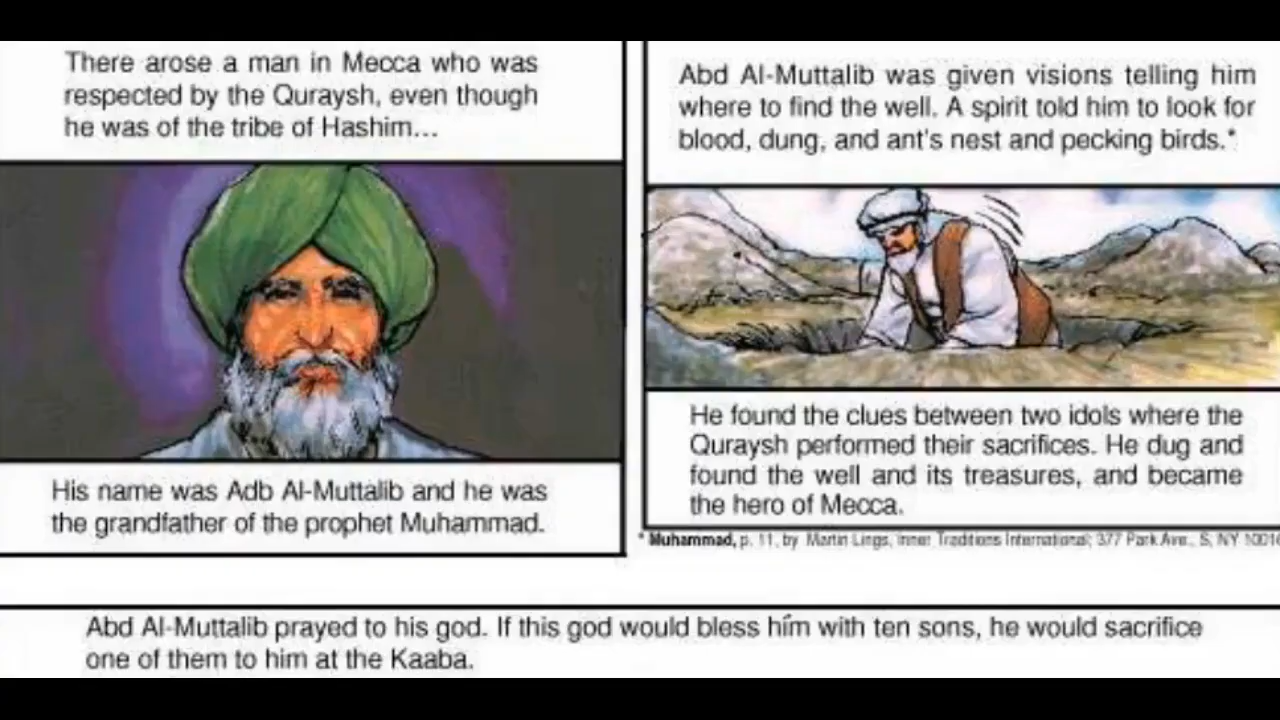 There arose a man in Mecca who was
respected by the Quraysh, even though
he was of the tribe of Hashim...
His name was Adb Al-Muttalib and he was
the grandfather of the prophet Muhammad.
Abd Al-Muttalib was given visions telling him
where to find the well. A spirit told him to look for
blood, dung, and ant's nest and pecking birds.*
He found the clues between two idols where the
Quraysh performed their sacrifices. He dug and
found the well and its treasures, and became
the hero of Mecca.
* Muhammad, p. 11, by Martin Lings, Inner Traditions International; 377 Park Ave., S, NY 10016
Abd Al-Muttalib prayed to his god. If this god would bless him with ten sons, he would sacrifice
one of them to him at the Kaaba.